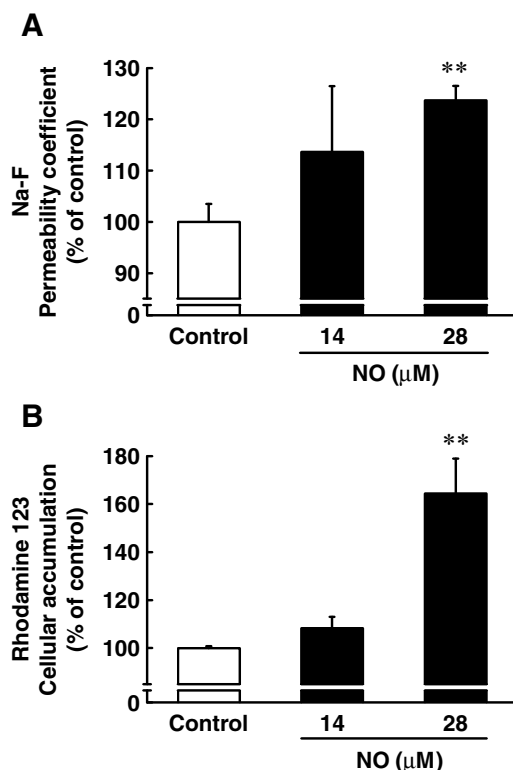 A
Na-F
Permeability coefficient
(% of control)
130
120
110
100
90
0
**
Control
14
28
NO (μM)
B
Rhodamine 123
Cellular accumulation
(% of control)
180
160
140
120
100
0
**
Control
14
28
NO (μM)